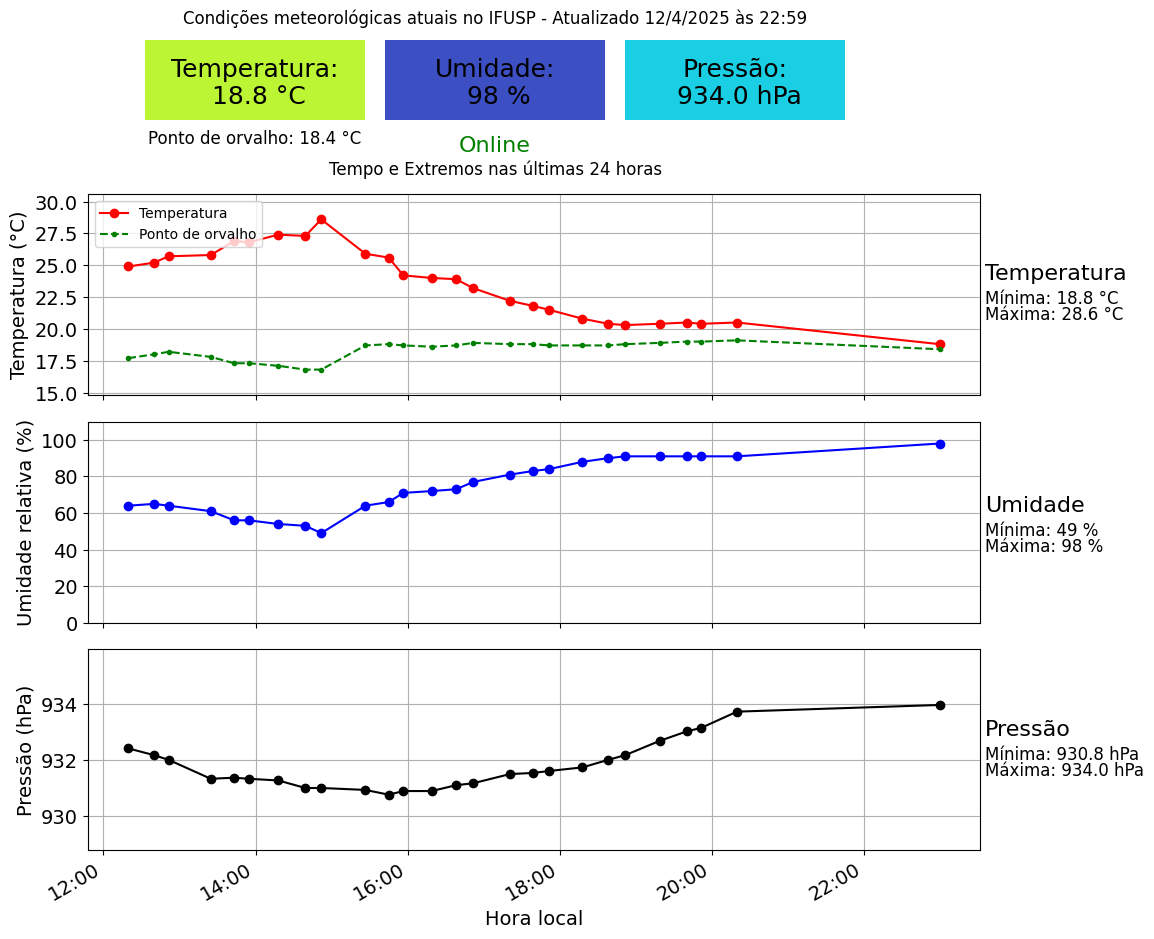 Condições meteorológicas atuais no IFUSP - Atualizado 12/4/2025 às 22:59
Temperatura:
18.8 °C
Umidade:
98 %
Pressão:
934.0 hPa
Ponto de orvalho: 18.4 °C
Online
Tempo e Extremos nas últimas 24 horas
Temperatura (°C)
30.0
27.5
25.0
22.5
20.0
17.5
15.0
Temperatura
Ponto de orvalho
Temperatura
Mínima: 18.8 °C
Máxima: 28.6 °C
Umidade relativa (%)
100
80
60
40
20
0
Umidade
Mínima: 49 %
Máxima: 98 %
Pressão (hPa)
934
932
930
Pressão
Mínima: 930.8 hPa
Máxima: 934.0 hPa
12:00
14:00
16:00
18:00
20:00
22:00
Hora local